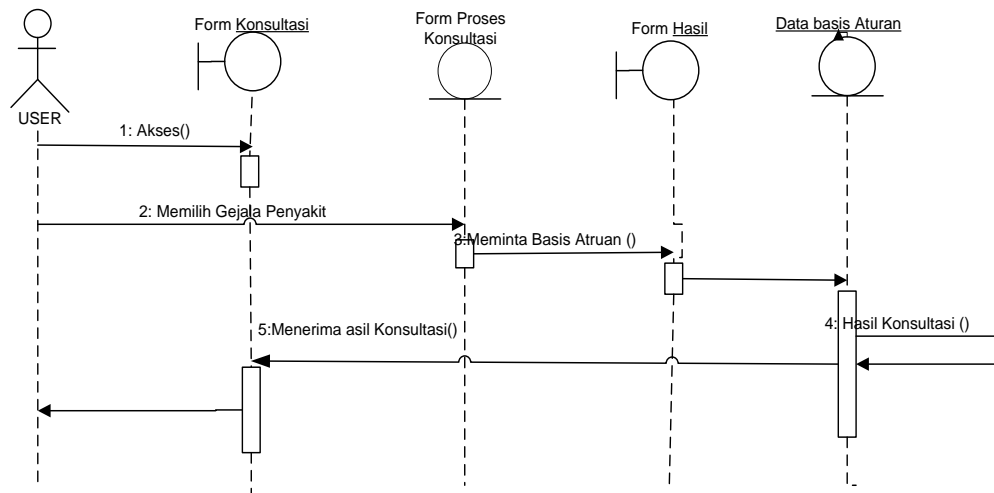 Form Konsultasi
Form Proses
Konsultasi
Form Hasil
Data basis Aturan
USER
1: Akses()
2: Memilih Gejala Penyakit
3:Meminta Basis Atruan ()
4: Hasil Konsultasi ()
5:Menerima asil Konsultasi()